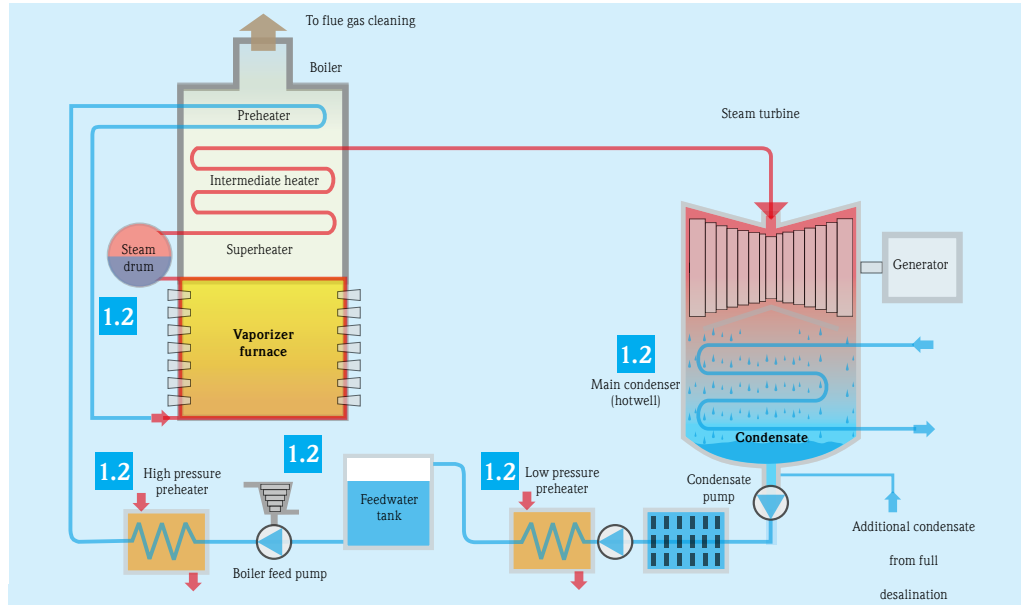 To flue gas cleaning
Boiler
Preheater
Steam turbine
Intermediate heater
Steam
drum
Superheater
Generator
1.2
Vaporizer
furnace
1.2
Main condenser
(hotwell)
Condensate
1.2
High pressure
preheater
1.2
Feedwater
tank
Boiler feed pump
1.2
Low pressure
preheater
Condensate
pump
Additional condensate
from full
desalination